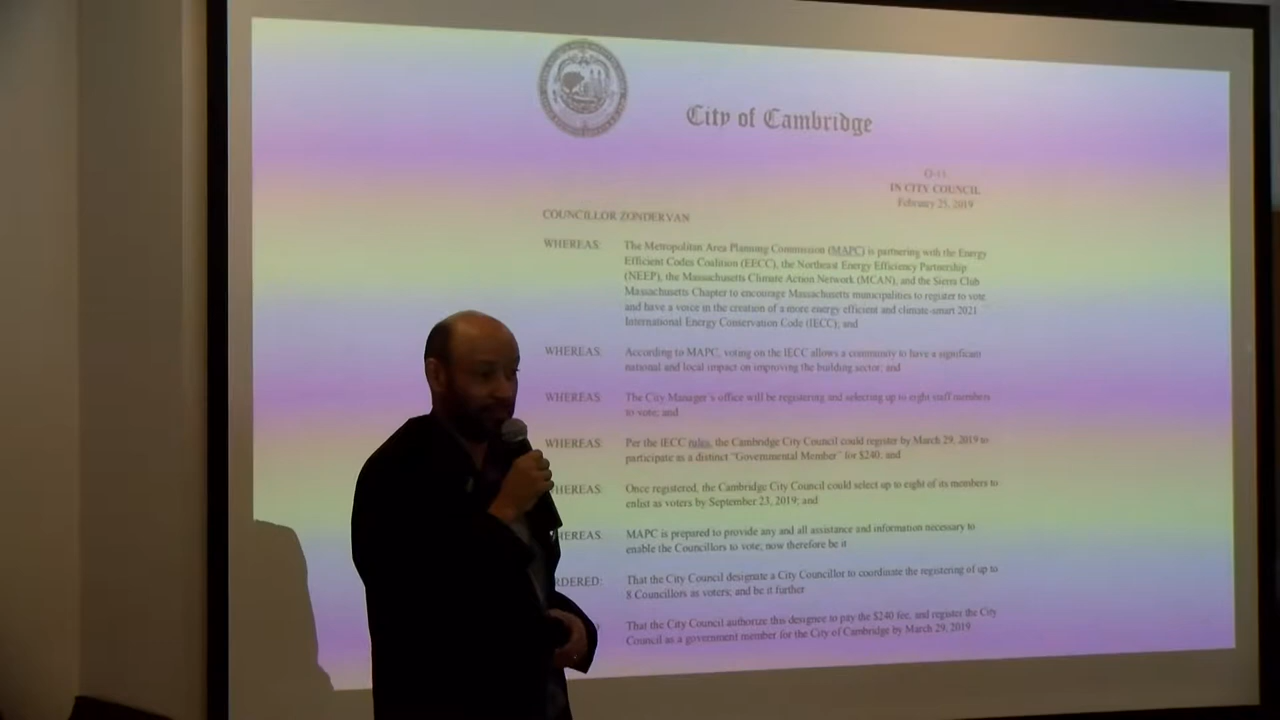 City of Cambridge
IN CITY COUNCIL
February 25, 2019
COUNCILLOR ZONDERVAN
WHEREAS: The Metropolitan Area Planning Commission (MAPC) is partnering with the Energy
Efficient Codes Coalition (EECC), the Northeast Energy Efficiency Partnership
(NEEP), the Massachusetts Climate Action Network (MCAN), and the Sierra Club
Massachusetts Chapter to encourage Massachusetts municipalities to register to vote
and have a voice in the creation of a more energy efficient and climate-smart 2021
International Energy Conservation Code (IECC); and
WHEREAS: According to MAPC, voting on the IECC allows a community to have a significant
national and local impact on improving the building sector; and
WHEREAS: The City Manager's office will be registering and selecting up to eight staff members
to vote; and
WHEREAS: Per the IECC rules, the Cambridge City Council could register by March 29, 2019 to
participate as a distinct "Governmental Member" for $240; and
HEREAS: Once registered, the Cambridge City Council could select up to eight of its members to
enlist as voters by September 23, 2019; and
HEREAS: MAPC is prepared to provide any and all assistance and information necessary to
enable the Councillors to vote; now therefore be it
RDERED: That the City Council designate a City Councillor to coordinate the registering of up to
8 Councillors as voters; and be it further
That the City Council authorize this designee to pay the $240 fee, and register the City
Council as a government member for the City of Cambridge by March 29, 2019